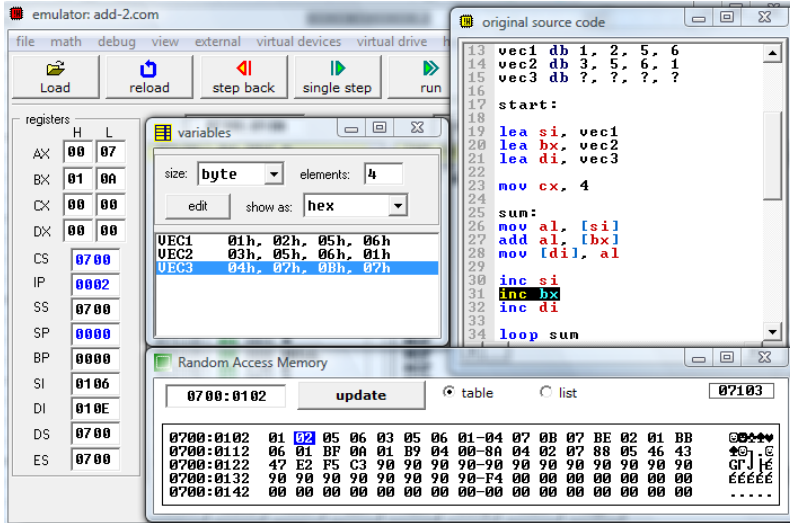 emulator: add-2.com
file math debug view external virtual devices virtual drive
Load reload step back single step run
registers
H L
AX 00 07
BX 01 0A
CX 00 00
DX 00 00
CS 0700
IP 0002
SS 0700
SP 0000
BP 0000
SI 0106
DI 010E
DS 0700
ES 0700
variables
size: byte elements: 4
edit show as: hex
VEC1 01h, 02h, 05h, 06h
VEC2 03h, 05h, 06h, 01h
VEC3 04h, 07h, 0Bh, 07h
original source code
13 vec1 db 1, 2, 5, 6
14 vec2 db 3, 5, 6, 1
15 vec3 db ?, ?, ?, ?
16
17 start:
18
19 lea si, vec1
20 lea bx, vec2
21 lea di, vec3
22
23 mov cx, 4
24
25 sum:
26 mov al, [si]
27 add al, [bx]
28 mov [di], al
29
30 inc si
31 inc bx
32 inc di
33
34 loop sum
Random Access Memory
0700:0102 update table list 07103
0700:0102 01 02 05 06 03 05 06 01-04 07 0B 07 BE 02 01 BB
0700:0112 06 01 BF 0A 01 B9 04 00-8A 04 02 07 88 05 46 43
0700:0122 47 E2 F5 C3 90 90 90 90-90 90 90 90 90 90 90 90
0700:0132 90 90 90 90 90 90 90 90-F4 00 00 00 00 00 00 00
0700:0142 00 00 00 00 00 00 00 00-00 00 00 00 00 00 00 00
ÉÉÉÉÉ
.....